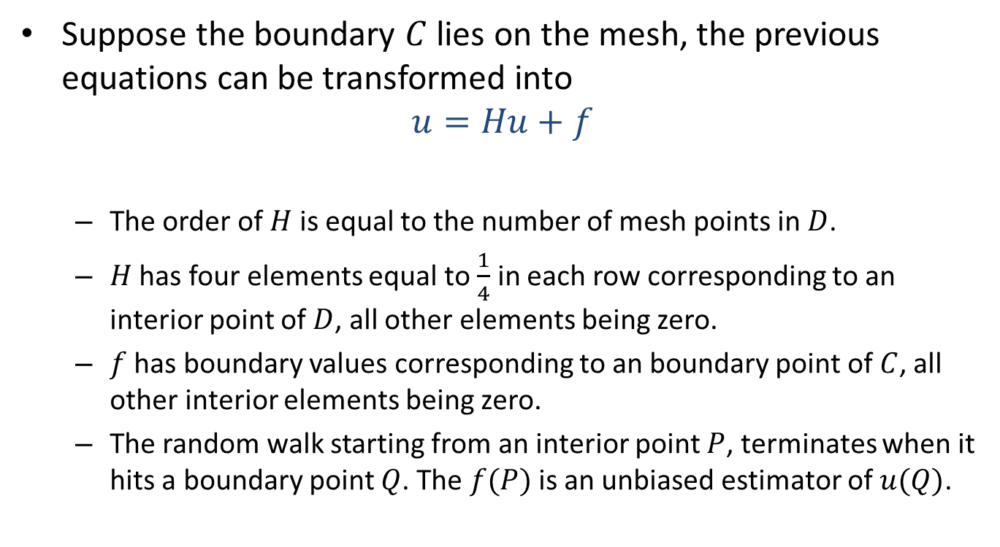 • Suppose the boundary C lies on the mesh, the previous
equations can be transformed into
u = Hu + f
– The order of H is equal to the number of mesh points in D.
– H has four elements equal to 1/4 in each row corresponding to an
interior point of D, all other elements being zero.
– f has boundary values corresponding to an boundary point of C, all
other interior elements being zero.
– The random walk starting from an interior point P, terminates when it
hits a boundary point Q. The f(P) is an unbiased estimator of u(Q).